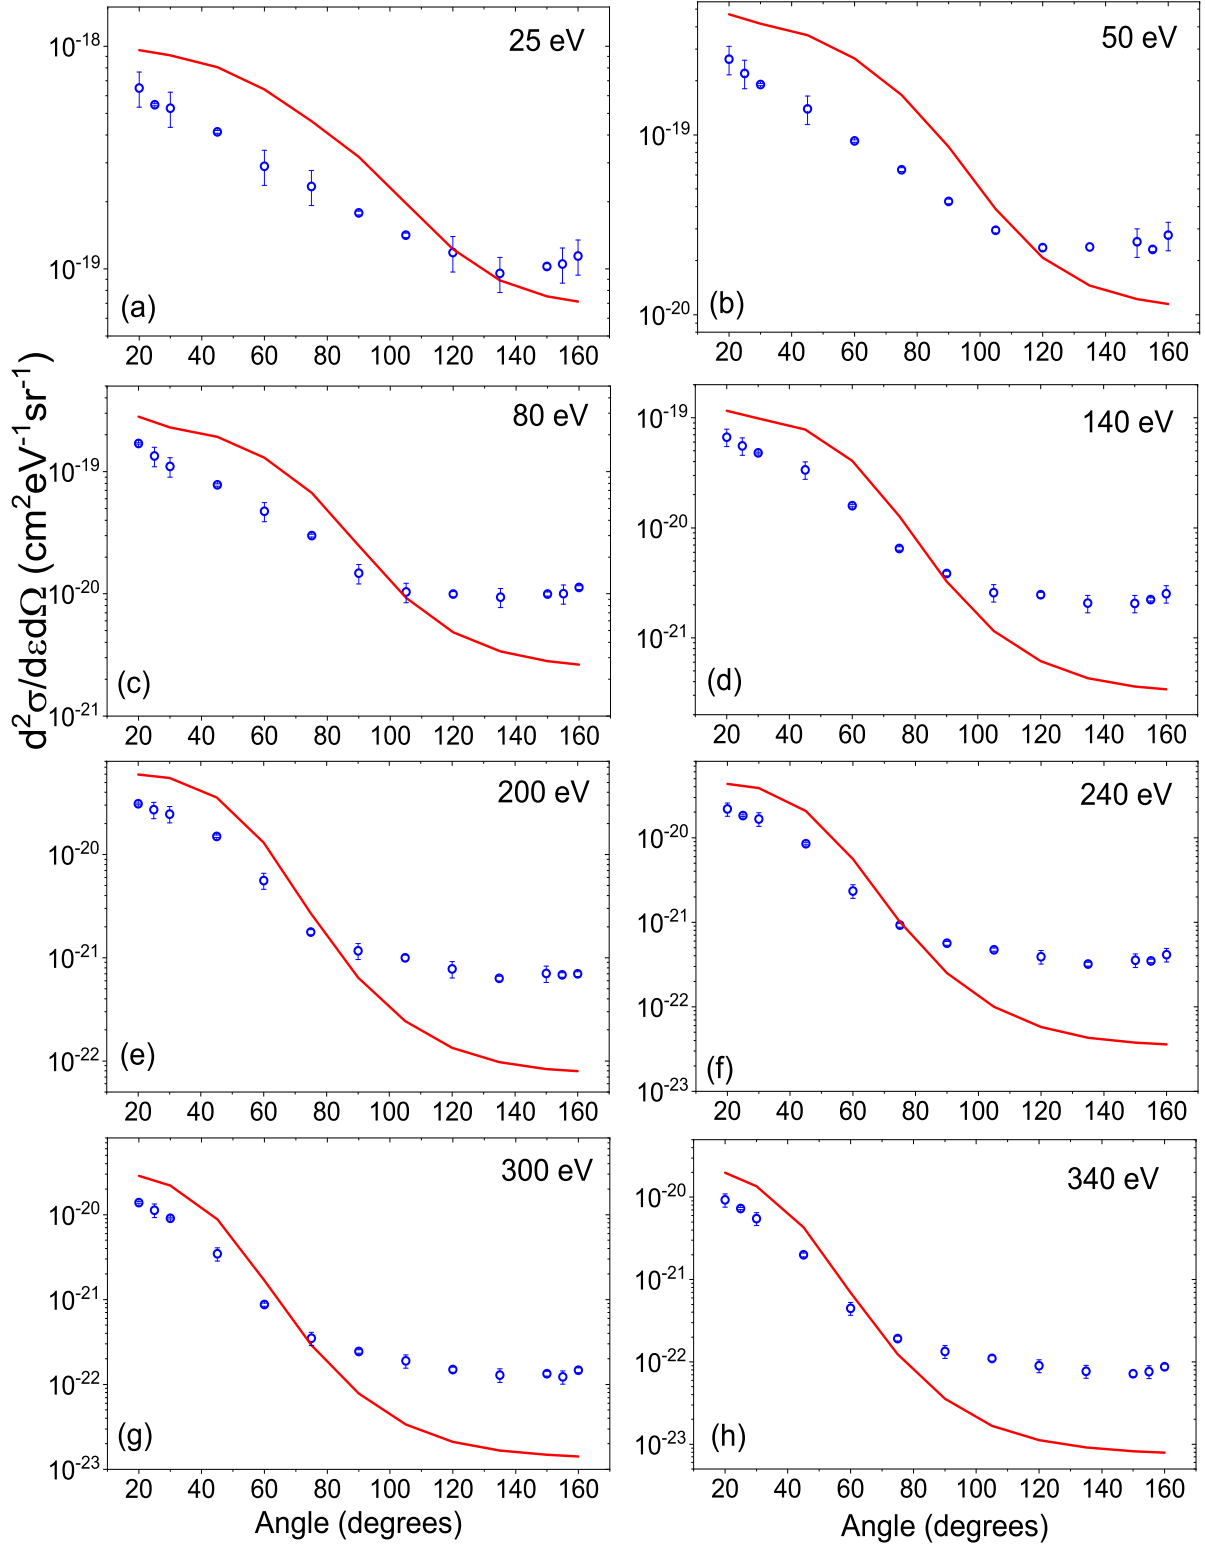 d²σ/dεdΩ (cm²eV⁻¹sr⁻¹)
25 eV
10⁻¹⁸
10⁻¹⁹
(a)
20 40 60 80 100 120 140 160
50 eV
10⁻¹⁹
10⁻²⁰
(b)
20 40 60 80 100 120 140 160
80 eV
10⁻¹⁹
10⁻²⁰
10⁻²¹
(c)
20 40 60 80 100 120 140 160
140 eV
10⁻¹⁹
10⁻²⁰
10⁻²¹
(d)
20 40 60 80 100 120 140 160
200 eV
10⁻²⁰
10⁻²¹
10⁻²²
(e)
20 40 60 80 100 120 140 160
240 eV
10⁻²⁰
10⁻²¹
10⁻²²
10⁻²³
(f)
20 40 60 80 100 120 140 160
300 eV
10⁻²⁰
10⁻²¹
10⁻²²
10⁻²³
(g)
20 40 60 80 100 120 140 160
Angle (degrees)
340 eV
10⁻²⁰
10⁻²¹
10⁻²²
10⁻²³
(h)
20 40 60 80 100 120 140 160
Angle (degrees)